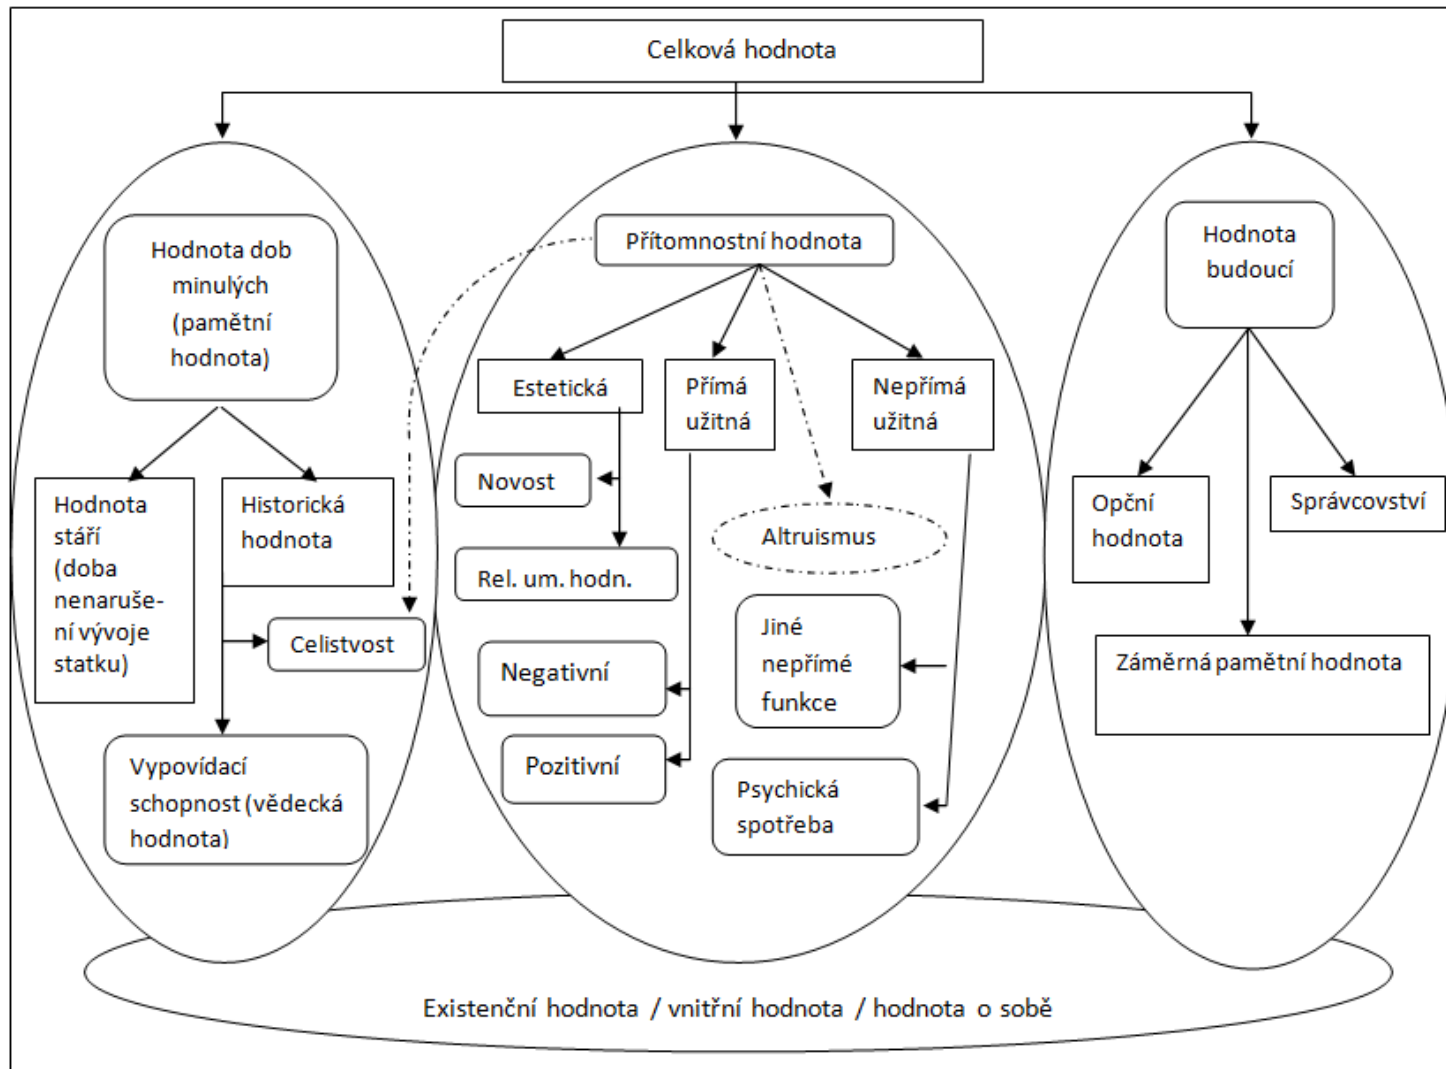 Celková hodnota
Hodnota dob
minulých
(pamětní
hodnota)
Přítomnostní hodnota
Hodnota
budoucí
Estetická
Přímá
užitná
Nepřímá
užitná
Novost
Rel. um. hodn.
Altruismus
Hodnota
stáří
(doba
nenaruše-
ní vývoje
statku)
Historická
hodnota
Celistvost
Vypovídací
schopnost (vědecká
hodnota)
Negativní
Pozitivní
Jiné
nepřímé
funkce
Psychická
spotřeba
Opční
hodnota
Správcovství
Záměrná pamětní hodnota
Existenční hodnota / vnitřní hodnota / hodnota o sobě